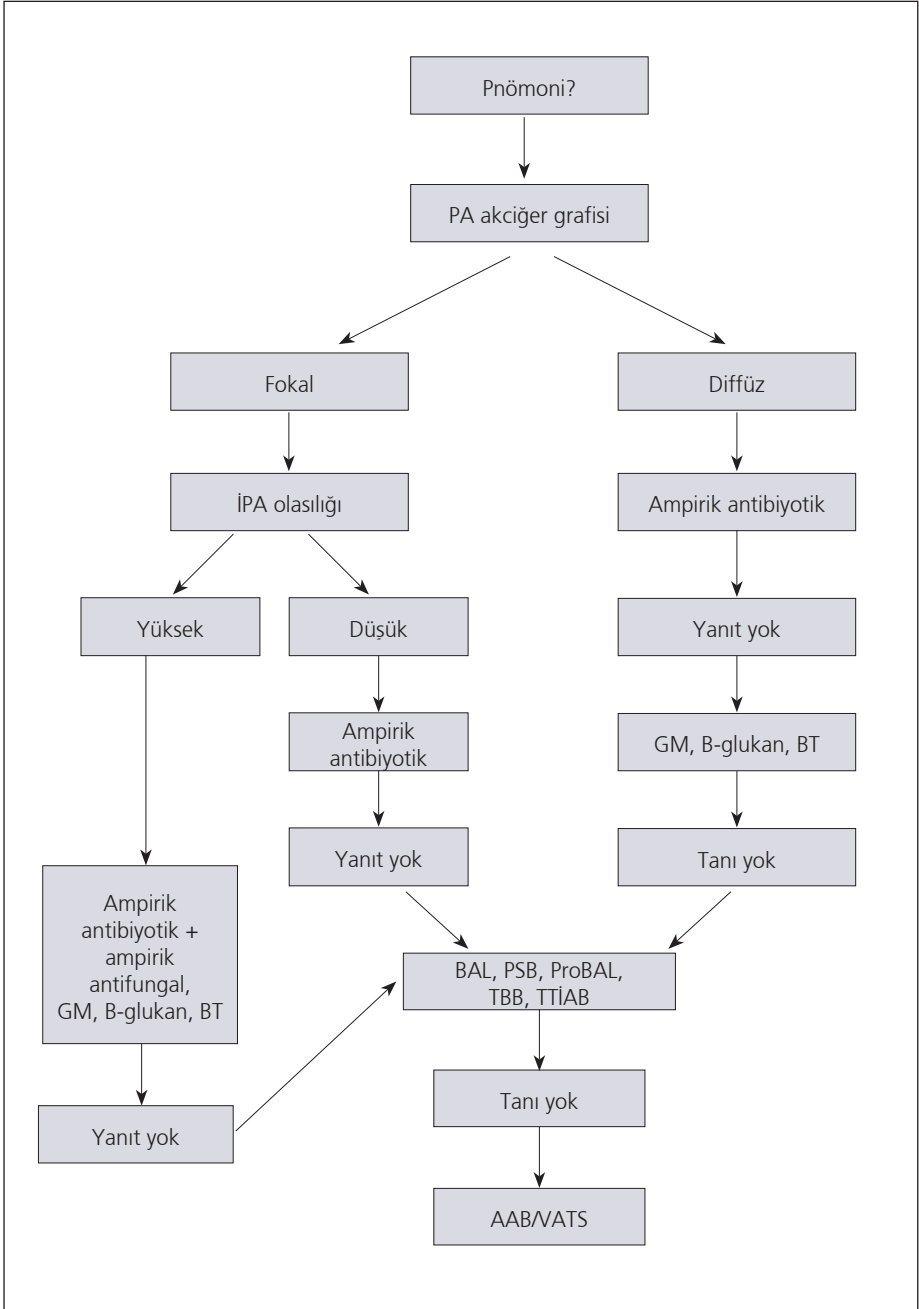 Pnömoni?
PA akciğer grafisi
Fokal
Diffüz
İPA olasılığı
Ampirik antibiyotik
Yüksek
Düşük
Yanıt yok
Ampirik
antibiyotik
GM, B-glukan, BT
Yanıt yok
Tanı yok
Ampirik
antibiyotik +
ampirik
antifungal,
GM, B-glukan, BT
BAL, PSB, ProBAL,
TBB, TTİAB
Yanıt yok
Tanı yok
AAB/VATS